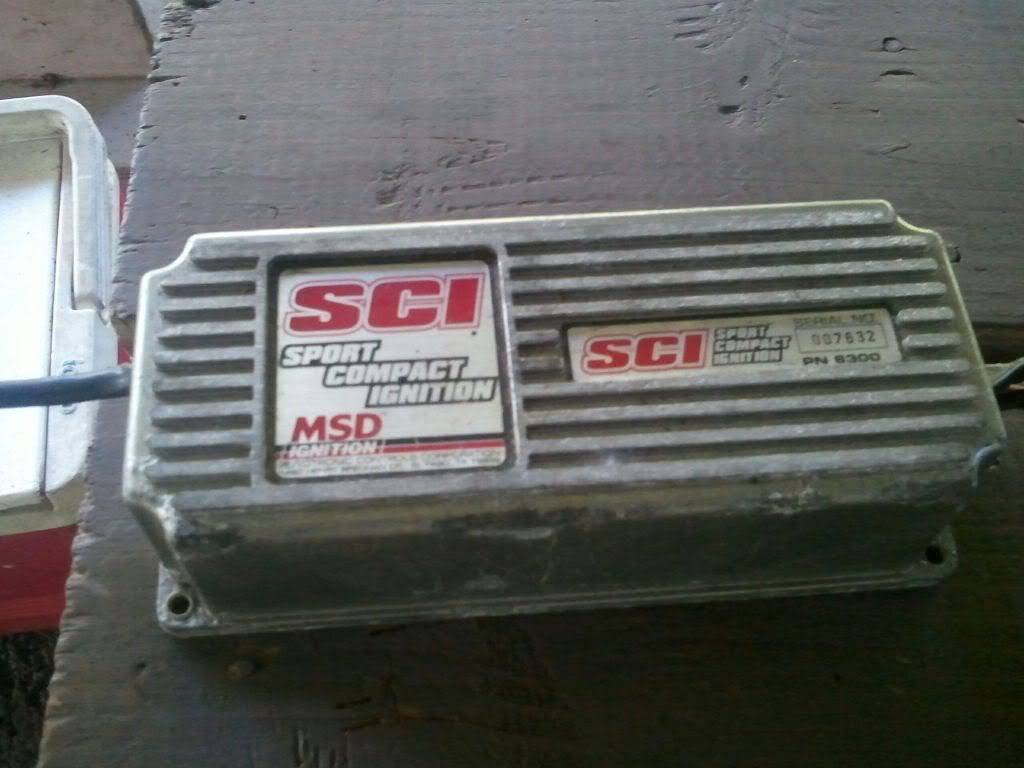 SCI
SPORT
COMPACT
IGNITION
MSD
IGNITION
SCI
SPORT
COMPACT
IGNITION
SERIAL NO.
007632
PN 6300